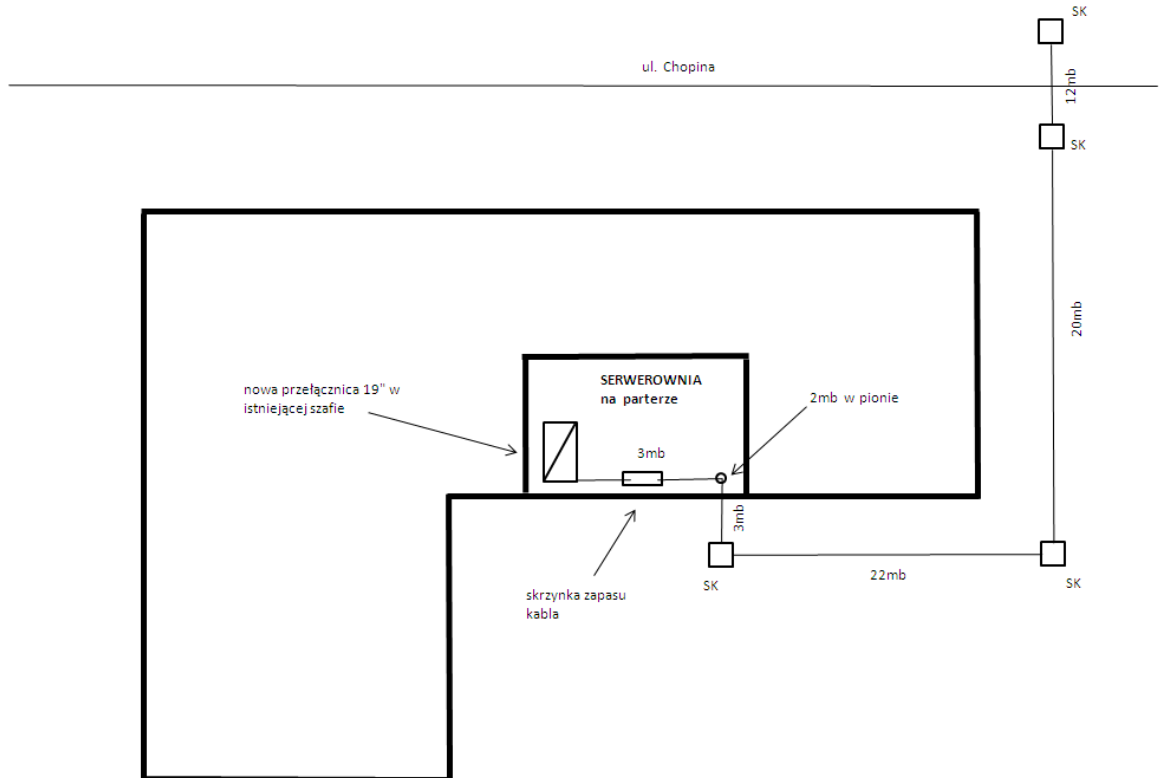 SK
ul. Chopina
12mb
SK
20mb
SERWEROWNIA
na parterze
nowa przełącznica 19" w
istniejącej szafie
2mb w pionie
3mb
3mb
22mb
SK
SK
skrzynka zapasu
kabla